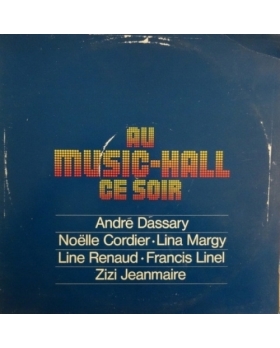 AU
MUSIC-HALL
CE SOIR
André Dassary
Noëlle Cordier · Lina Margy
Line Renaud · Francis Linel
Zizi Jeanmaire